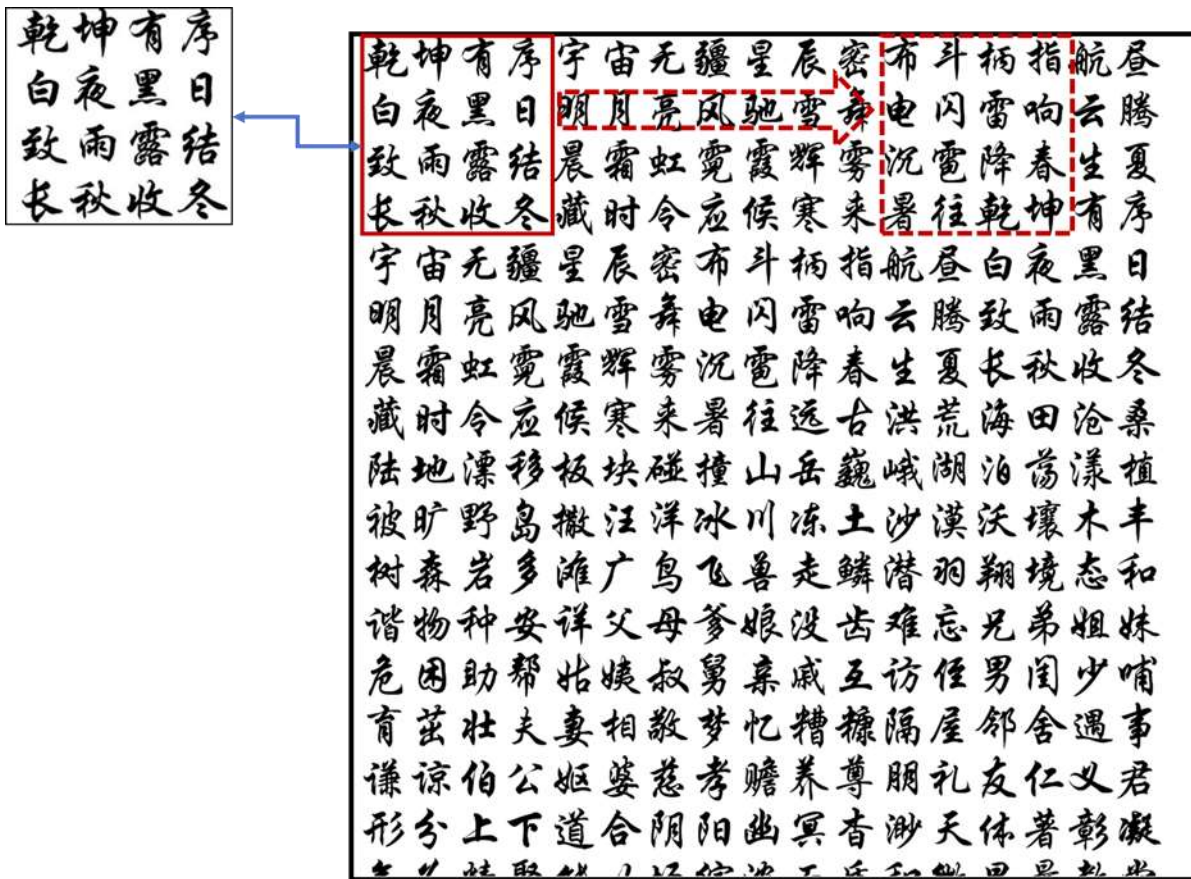 乾坤有序
白夜黑日
致雨露结
长秋收冬
乾坤有序宇宙无疆星辰密布斗柄指航昼
白夜黑日明月亮风驰雪舞电闪雷响云腾
致雨露结晨霜虹霓霞辉雾沉雹降春生夏
长秋收冬藏时令应候寒来暑往乾坤有序
宇宙无疆星辰密布斗柄指航昼白夜黑日
明月亮风驰雪舞电闪雷响云腾致雨露结
晨霜虹霓霞辉雾沉雹降春生夏长秋收冬
藏时令应候寒来暑往远古洪荒海田沧桑
陆地漂移板块碰撞山岳巍峨湖泊荡漾植
被旷野岛撒汪洋冰川冻土沙漠沃壤木丰
树森岩多滩广鸟飞兽走鳞潜羽翔境态和
谐物种安详父母爹娘没齿难忘兄弟姐妹
危困助帮姑姨叔舅亲戚互访侄男闺少哺
育茁壮夫妻相敬梦忆糟糠隔屋邻舍遇事
谦谅伯公妪婆慈孝赡养尊朋礼友仁义君
形分上下道合阴阳幽冥杳渺天体著彰凝